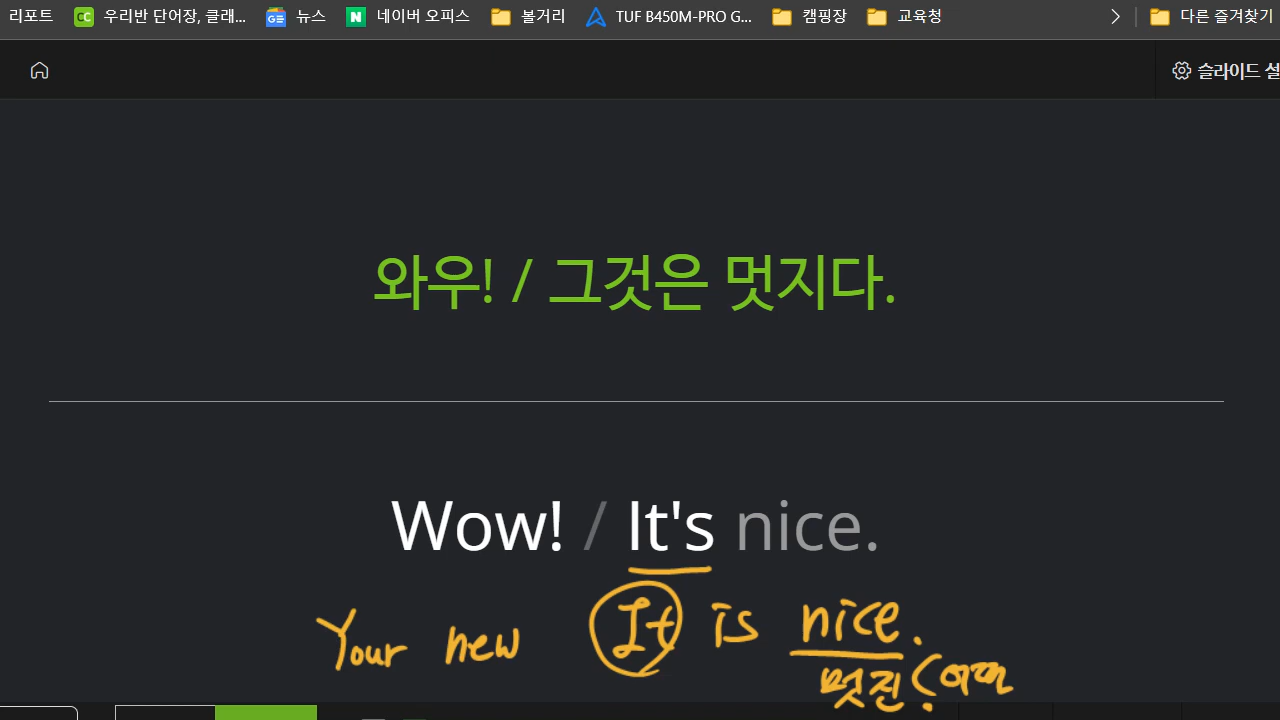 리포트 CC 우리반 단어장, 클래... 뉴스 N 네이버 오피스 볼거리 TUF B450M-PRO G... 캠핑장 교육청 다른 즐겨찾기
슬라이드 설
와우! / 그것은 멋지다.
Wow! / It's nice.
Your new It is nice.
멋진